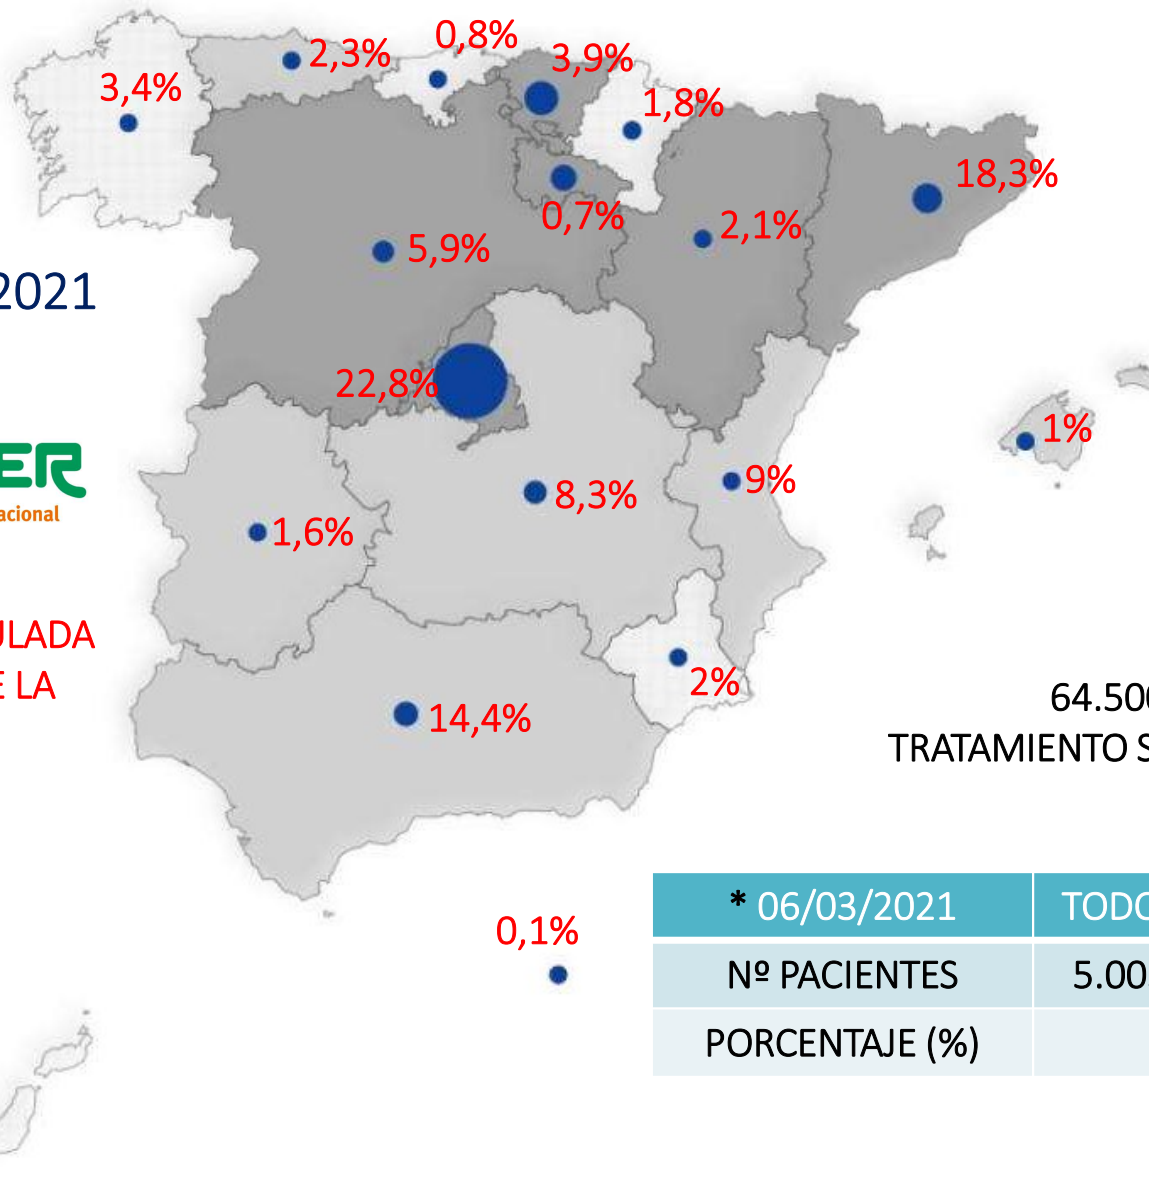 0,8%
2,3%
3,9%
3,4%
1,8%
18,3%
0,7%
2,1%
5,9%
2021
22,8%
1%
ER
acional
9%
8,3%
1,6%
ULADA
E LA
2%
64.500
14,4%
TRATAMIENTO S
* 06/03/2021 TODO
0,1%
Nº PACIENTES 5.00
PORCENTAJE (%)